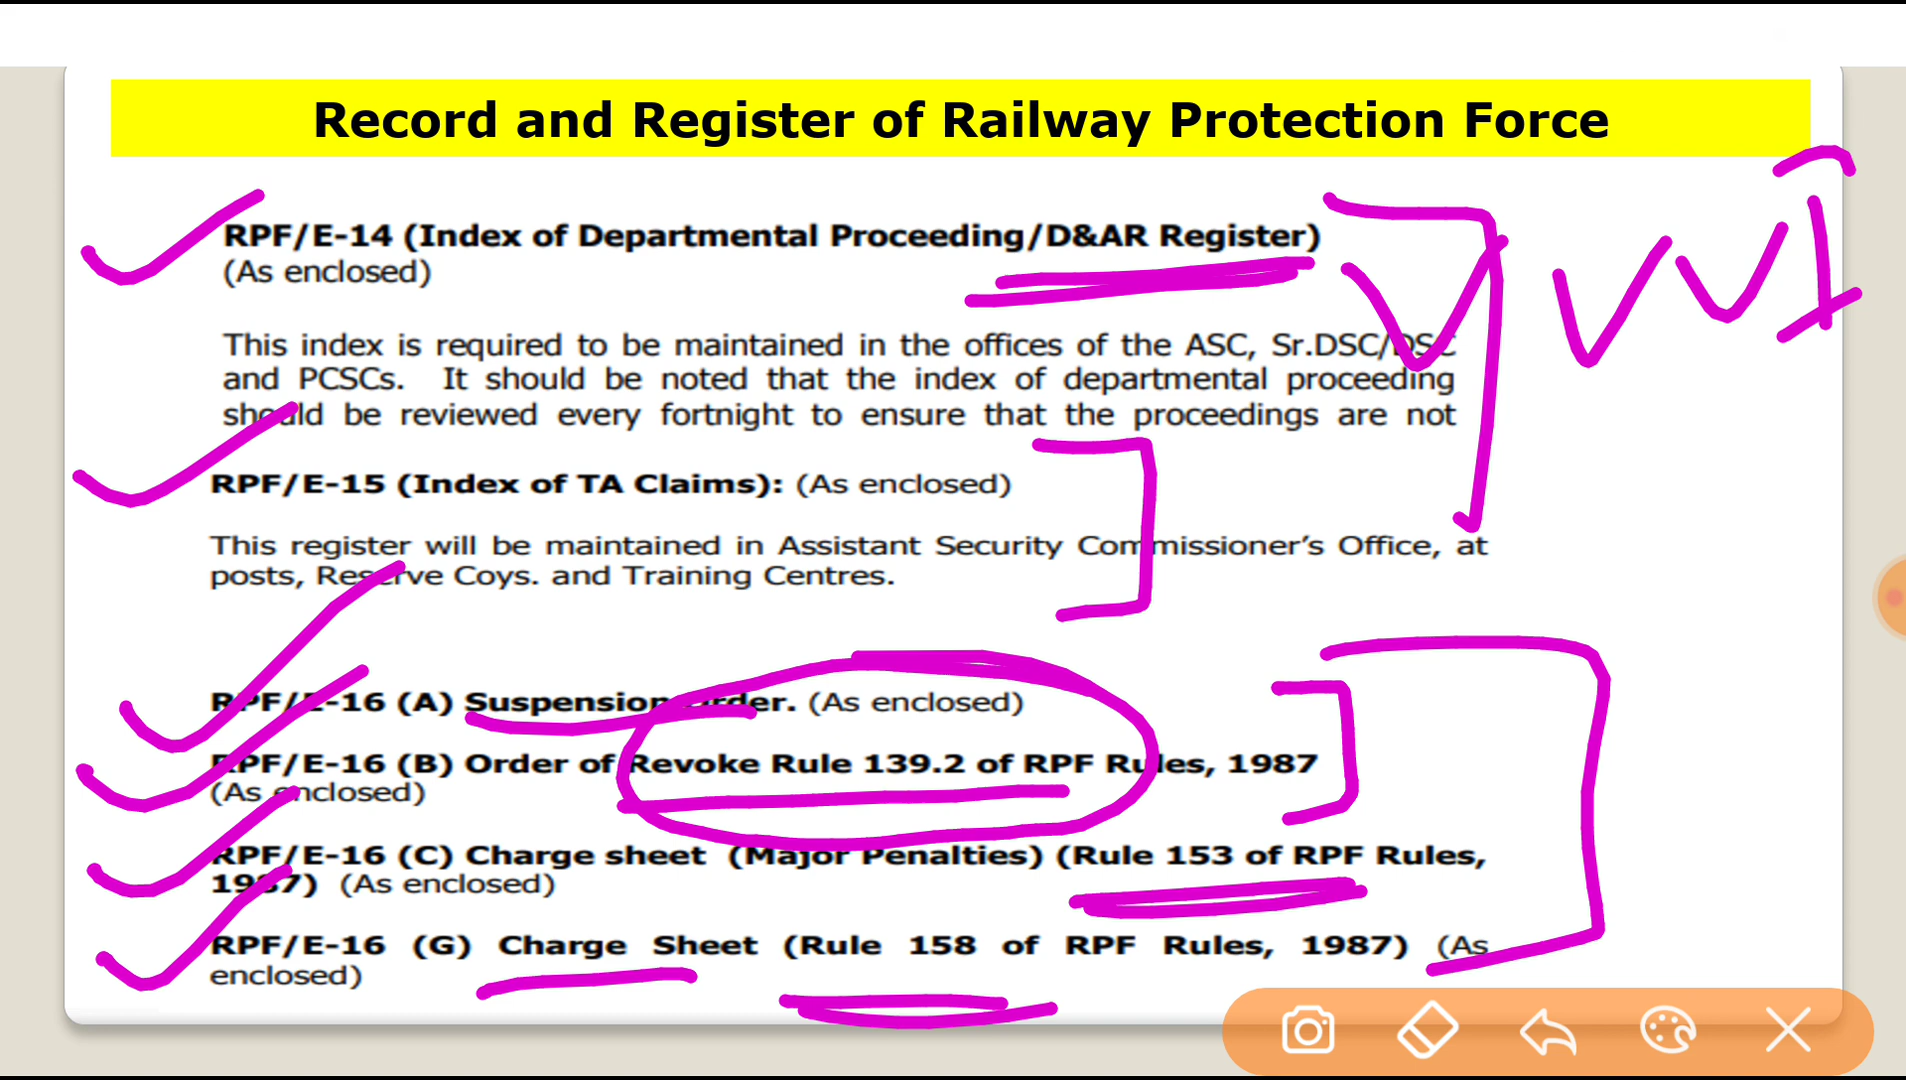 Record and Register of Railway Protection Force
RPF/E-14 (Index of Departmental Proceeding/D&AR Register)
(As enclosed)
This index is required to be maintained in the offices of the ASC, Sr.DSC/DSC
and PCSCs. It should be noted that the index of departmental proceeding
should be reviewed every fortnight to ensure that the proceedings are not
RPF/E-15 (Index of TA Claims): (As enclosed)
This register will be maintained in Assistant Security Commissioner's Office, at
posts, Reserve Coys. and Training Centres.
RPF/E-16 (A) Suspension Order. (As enclosed)
RPF/E-16 (B) Order of Revoke Rule 139.2 of RPF Rules, 1987
(As enclosed)
RPF/E-16 (C) Charge sheet (Major Penalties) (Rule 153 of RPF Rules,
1987) (As enclosed)
RPF/E-16 (G) Charge Sheet (Rule 158 of RPF Rules, 1987) (As
enclosed)